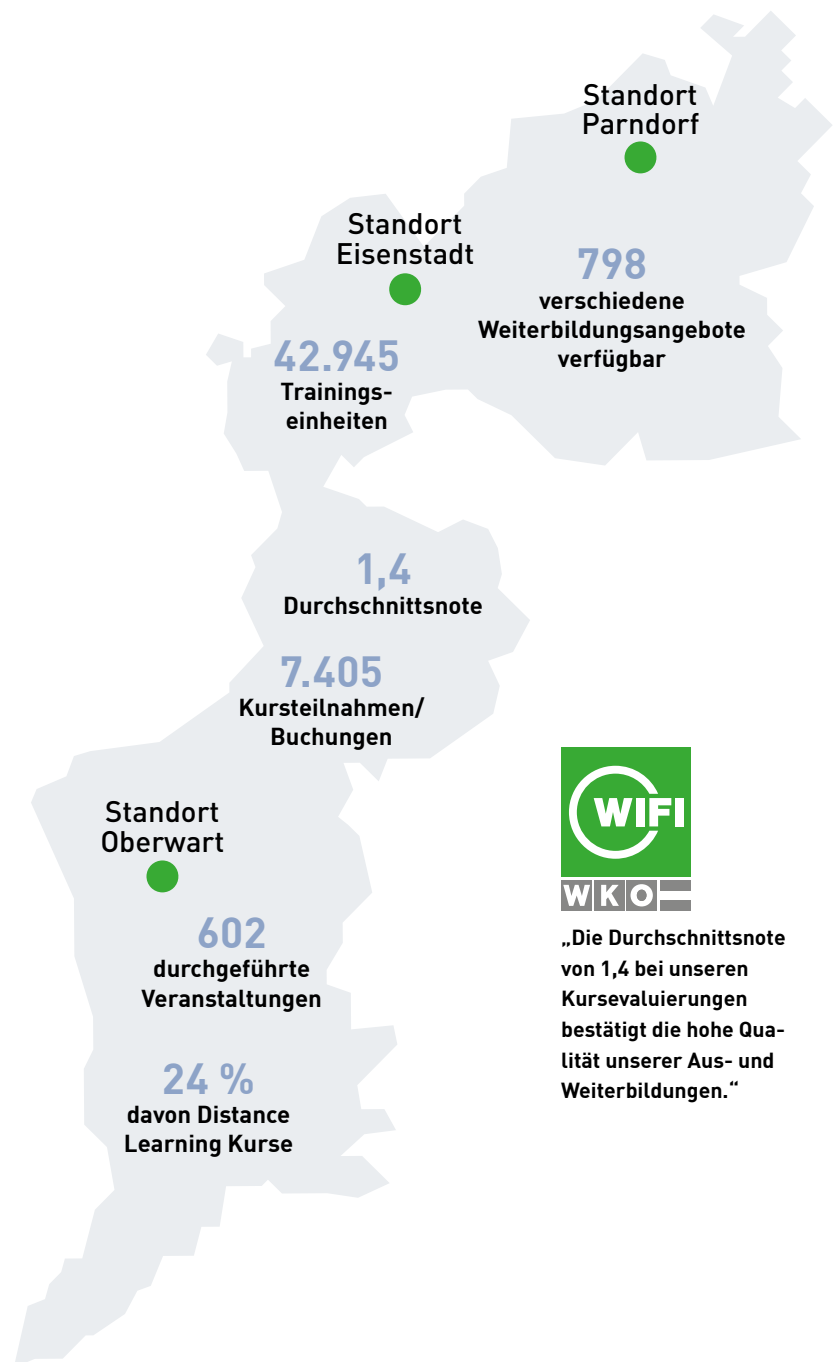 Standort
Parndorf
Standort
Eisenstadt
798
verschiedene
Weiterbildungsangebote
verfügbar
42.945
Trainings-
einheiten
1,4
Durchschnittsnote
7.405
Kursteilnahmen/
Buchungen
Standort
Oberwart
602
durchgeführte
Veranstaltungen
24 %
davon Distance
Learning Kurse
WIFI
WKO
„Die Durchschnittsnote
von 1,4 bei unseren
Kursevaluierungen
bestätigt die hohe Qua-
lität unserer Aus- und
Weiterbildungen.“